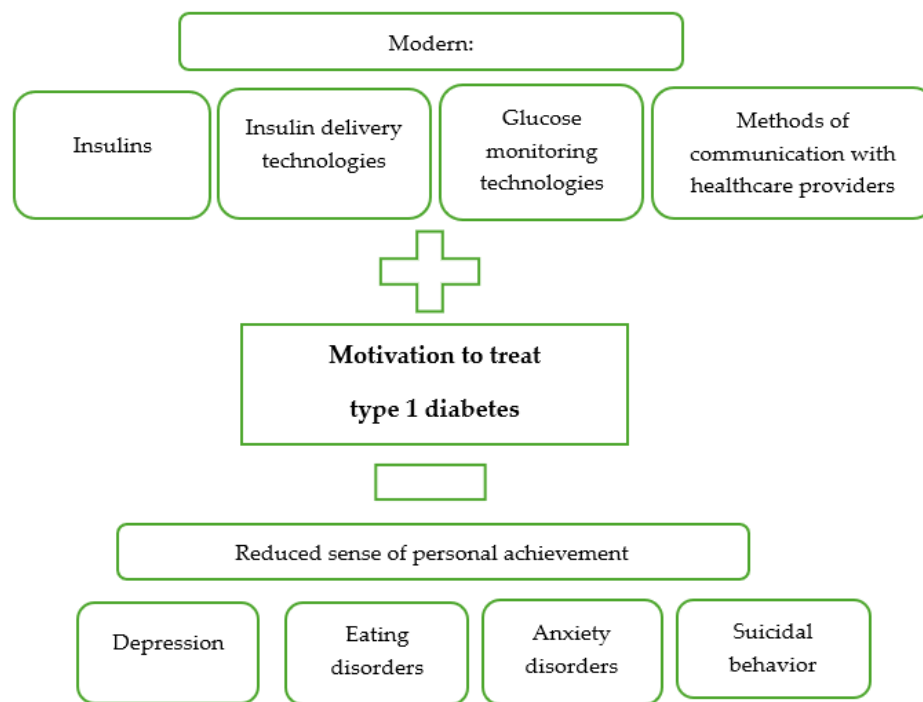 Modern:
Insulins
Insulin delivery
technologies
Glucose
monitoring
technologies
Methods of
communication with
healthcare providers
Motivation to treat
type 1 diabetes
Reduced sense of personal achievement
Depression
Eating
disorders
Anxiety
disorders
Suicidal
behavior